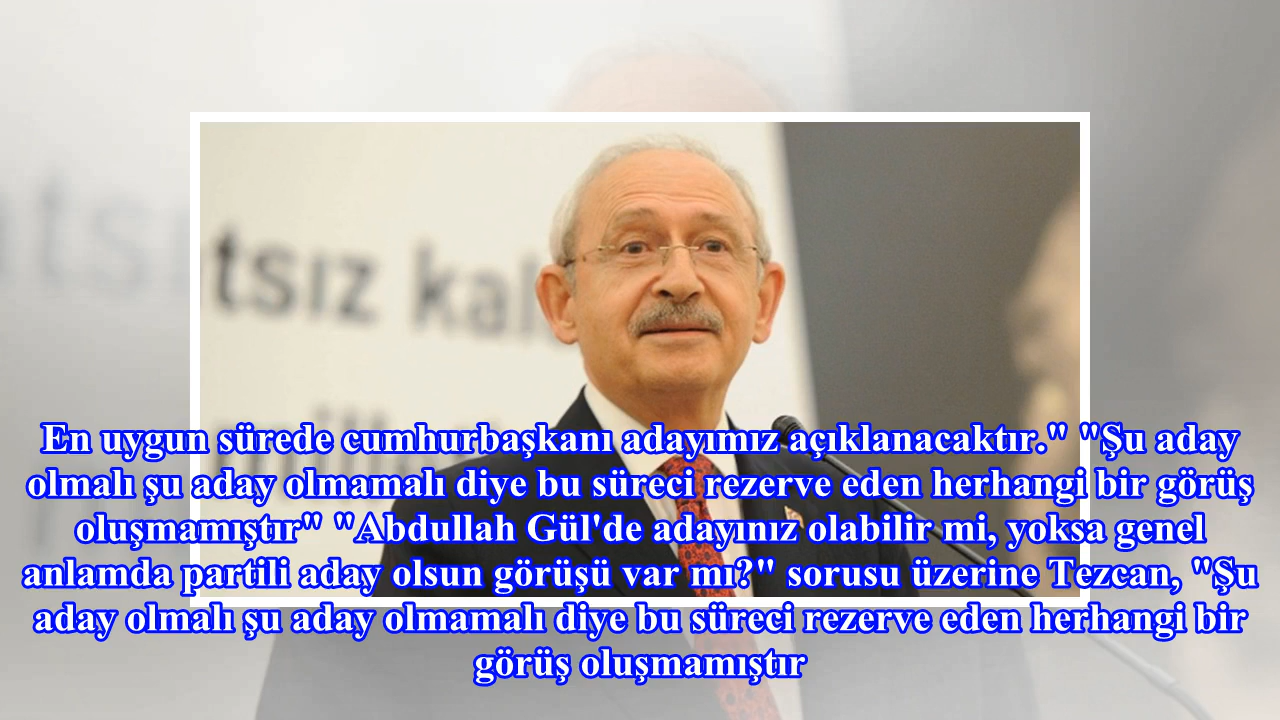 tsız kal
En uygun sürede cumhurbaşkanı adayımız açıklanacaktır." "Şu aday
olmalı şu aday olmamalı diye bu süreci rezerve eden herhangi bir görüş
oluşmamıştır" "Abdullah Gül'de adayınız olabilir mi, yoksa genel
anlamda partili aday olsun görüşü var mı?" sorusu üzerine Tezcan, "Şu
aday olmalı şu aday olmamalı diye bu süreci rezerve eden herhangi bir
görüş oluşmamıştır